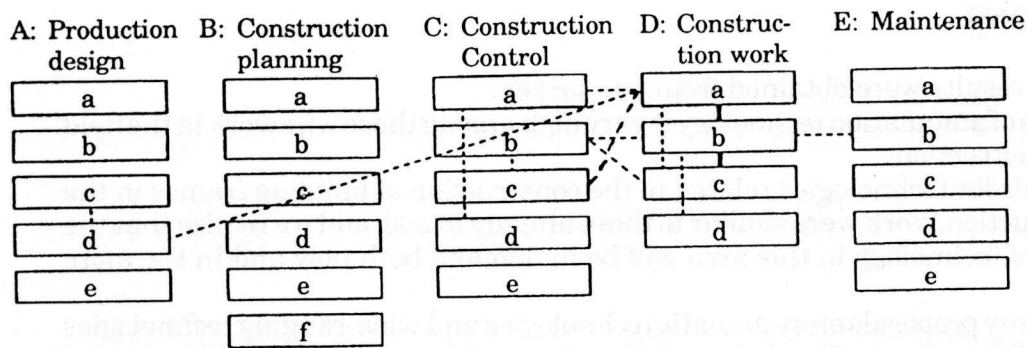 A: Production design
B: Construction planning
C: Construction Control
D: Construc-
tion work
E: Maintenance
a
b
c
d
e
a
b
c
d
e
f
a
b
c
d
e
a
b
c
d
a
b
c
d
e